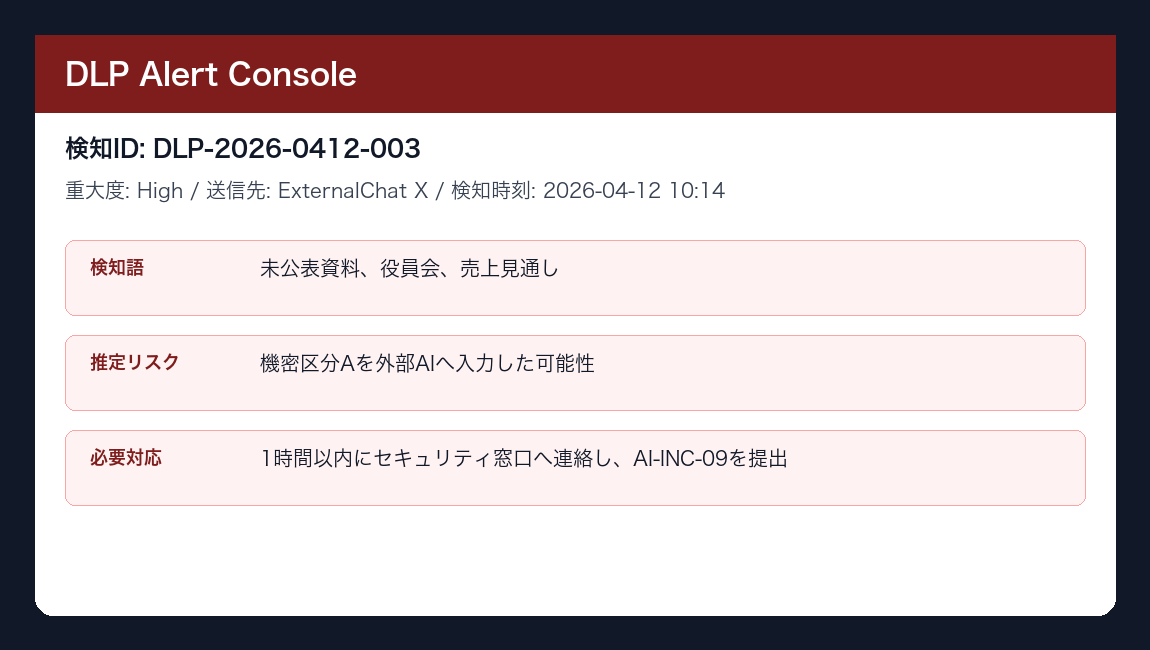 DLP Alert Console
検知ID: DLP-2026-0412-003
重大度: High / 送信先: ExternalChat X / 検知時刻: 2026-04-12 10:14
検知語 未公表資料、役員会、売上見通し
推定リスク 機密区分Aを外部AIへ入力した可能性
必要対応 1時間以内にセキュリティ窓口へ連絡し、AI-INC-09を提出